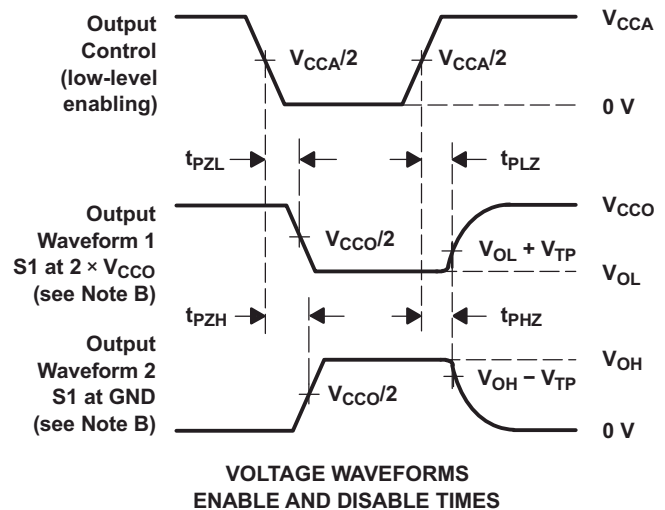 Output
Control
(low-level
enabling)
V_CCA/2
V_CCA/2
V_CCA
0 V
t_PZL
t_PLZ
Output
Waveform 1
S1 at 2 × V_CCO
(see Note B)
V_CCO/2
V_CCO
V_OL + V_TP
V_OL
t_PZH
t_PHZ
Output
Waveform 2
S1 at GND
(see Note B)
V_CCO/2
V_OH
V_OH − V_TP
0 V
VOLTAGE WAVEFORMS
ENABLE AND DISABLE TIMES